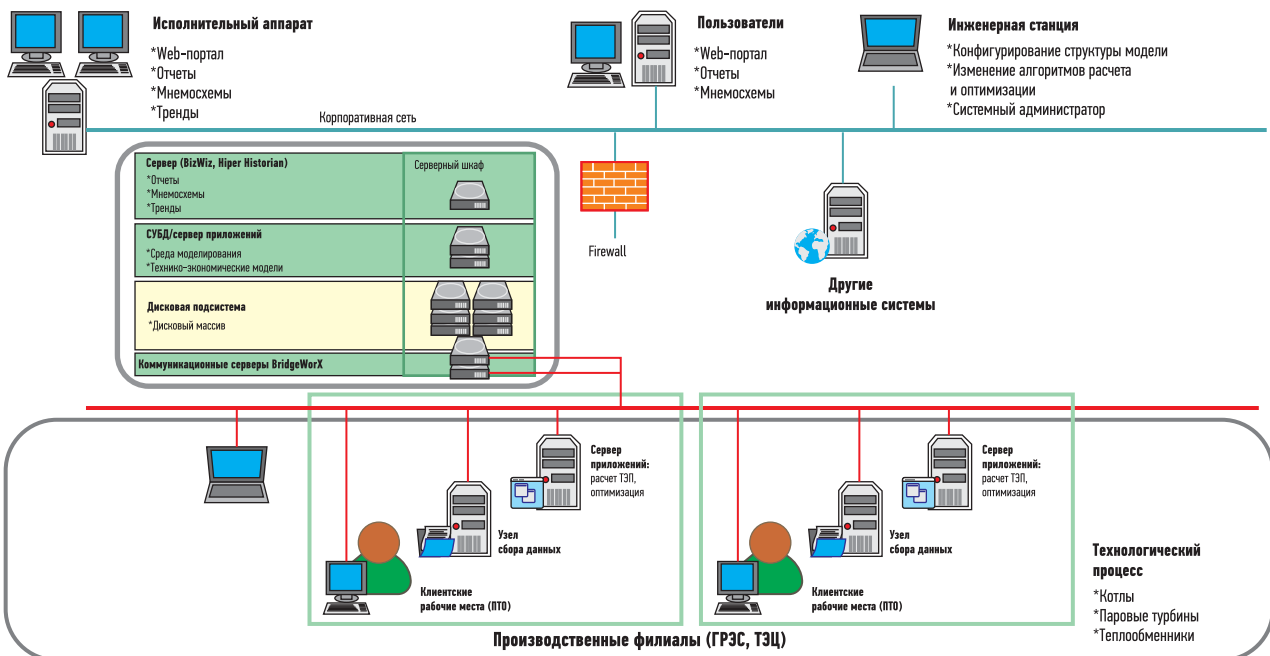 Исполнительный аппарат
*Web-портал
*Отчеты
*Мнемосхемы
*Тренды
Пользователи
*Web-портал
*Отчеты
*Мнемосхемы
Инженерная станция
*Конфигурирование структуры модели
*Изменение алгоритмов расчета
и оптимизации
*Системный администратор
Корпоративная сеть
Сервер (BizWiz, Hiper Historian)
*Отчеты
*Мнемосхемы
*Тренды
Серверный шкаф
СУБД/сервер приложений
*Среда моделирования
*Технико-экономические модели
Дисковая подсистема
*Дисковый массив
Коммуникационные серверы BridgeWorX
Firewall
Другие
информационные системы
Сервер
приложений:
расчет ТЭП,
оптимизация
Узел
сбора данных
Клиентские
рабочие места (ПТО)
Сервер
приложений:
расчет ТЭП,
оптимизация
Узел
сбора данных
Клиентские
рабочие места (ПТО)
Технологический
процесс
*Котлы
*Паровые турбины
*Теплообменники
Производственные филиалы (ГРЭС, ТЭЦ)